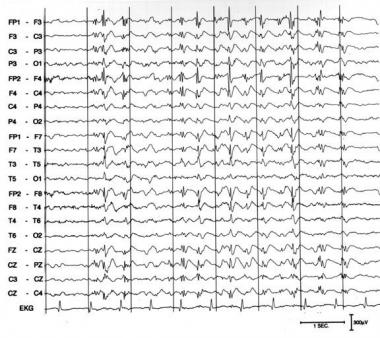 FP1 - F3
F3 - C3
C3 - P3
P3 - O1
FP2 - F4
F4 - C4
C4 - P4
P4 - O2
FP1 - F7
F7 - T3
T3 - T5
T5 - O1
FP2 - F8
F8 - T4
T4 - T6
T6 - O2
FZ - CZ
CZ - PZ
C3 - CZ
CZ - C4
EKG
1 SEC.
300µV